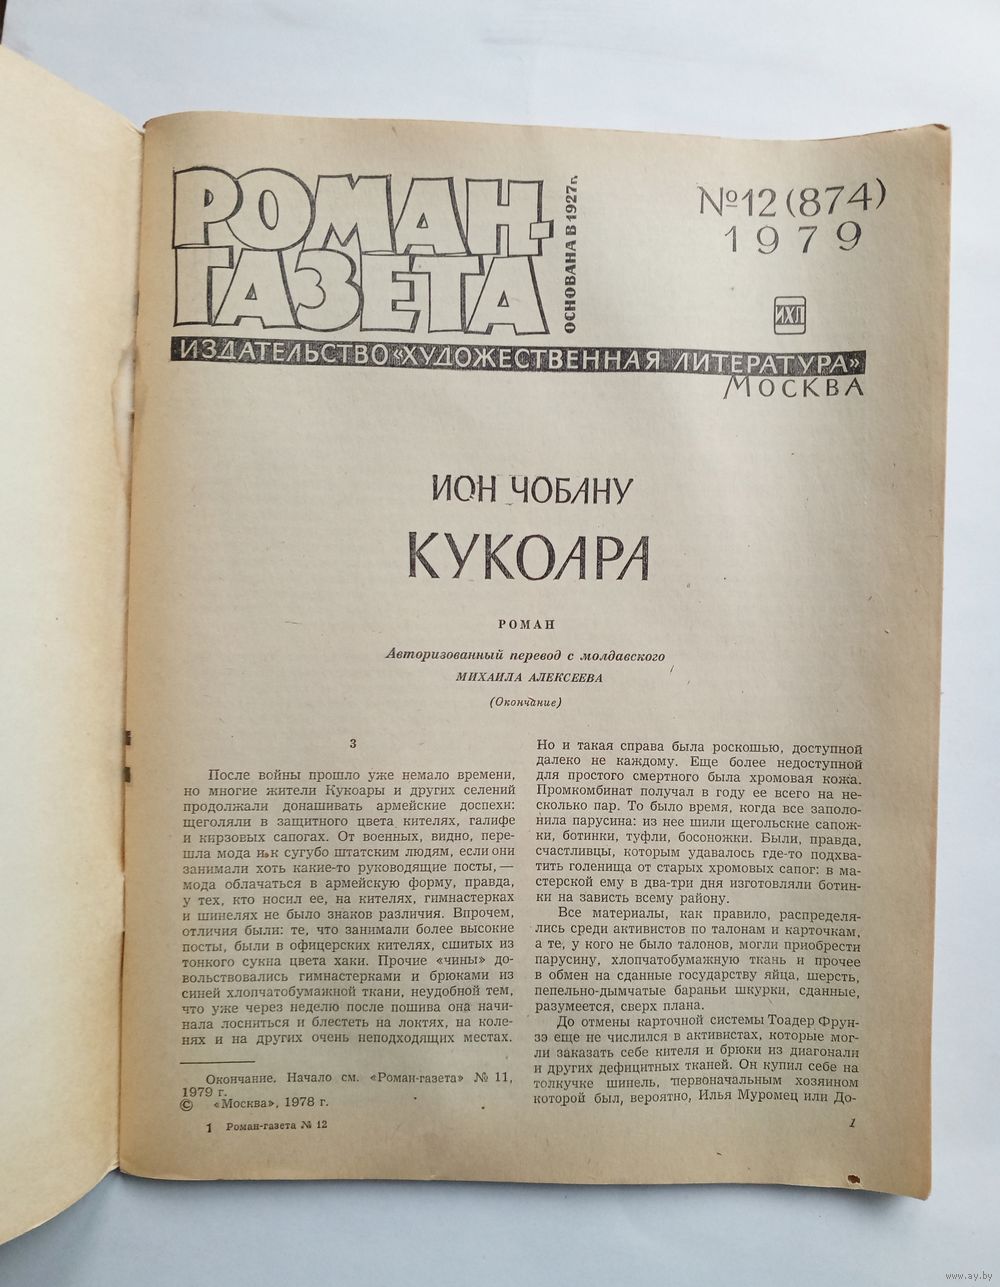 РОМАН-
ГАЗЕТА
ОСНОВАНА В 1927 г.
№12 (874)
1979
ИХЛ
ИЗДАТЕЛЬСТВО «ХУДОЖЕСТВЕННАЯ ЛИТЕРАТУРА»
МОСКВА
ИОН ЧОБАНУ
КУКОАРА
РОМАН
Авторизованный перевод с молдавского
МИХАИЛА АЛЕКСЕЕВА
(Окончание)
3
После войны прошло уже немало времени,
но многие жители Кукоары и других селений
продолжали донашивать армейские доспехи:
щеголяли в защитного цвета кителях, галифе
и кирзовых сапогах. От военных, видно, пере-
шла мода и к сугубо штатским людям, если они
занимали хоть какие-то руководящие посты,—
мода облачаться в армейскую форму, правда,
у тех, кто носил ее, на кителях, гимнастерках
и шинелях не было знаков различия. Впрочем,
отличия были: те, что занимали более высокие
посты, были в офицерских кителях, сшитых из
тонкого сукна цвета хаки. Прочие «чины» до-
вольствовались гимнастерками и брюками из
синей хлопчатобумажной ткани, неудобной тем,
что уже через неделю после пошива она начи-
нала лосниться и блестеть на локтях, на коле-
нях и на других очень неподходящих местах.
Окончание. Начало см. «Роман-газета» № 11,
1979 г.
© «Москва», 1978 г.
1 Роман-газета № 12
Но и такая справа была роскошью, доступной
далеко не каждому. Еще более недоступной
для простого смертного была хромовая кожа.
Промкомбинат получал в году ее всего на не-
сколько пар. То было время, когда все заполо-
нила парусина: из нее шили щегольские сапож-
ки, ботинки, туфли, босоножки. Были, правда,
счастливцы, которым удавалось где-то подхва-
тить голенища от старых хромовых сапог: в ма-
стерской ему в два-три дня изготовляли ботин-
ки на зависть всему району.
Все материалы, как правило, распределя-
лись среди активистов по талонам и карточкам,
а те, у кого не было талонов, могли приобрести
парусину, хлопчатобумажную ткань и прочее
в обмен на сданные государству яйца, шерсть,
пепельно-дымчатые бараньи шкурки, сданные,
разумеется, сверх плана.
До отмены карточной системы Тоадер Фрун-
зэ еще не числился в активистах, которые мог-
ли заказать себе кителя и брюки из диагонали
и других дефицитных тканей. Он купил себе на
толкучке шинель, первоначальным хозяином
которой был, вероятно, Илья Муромец или До-
1
www.ay.by